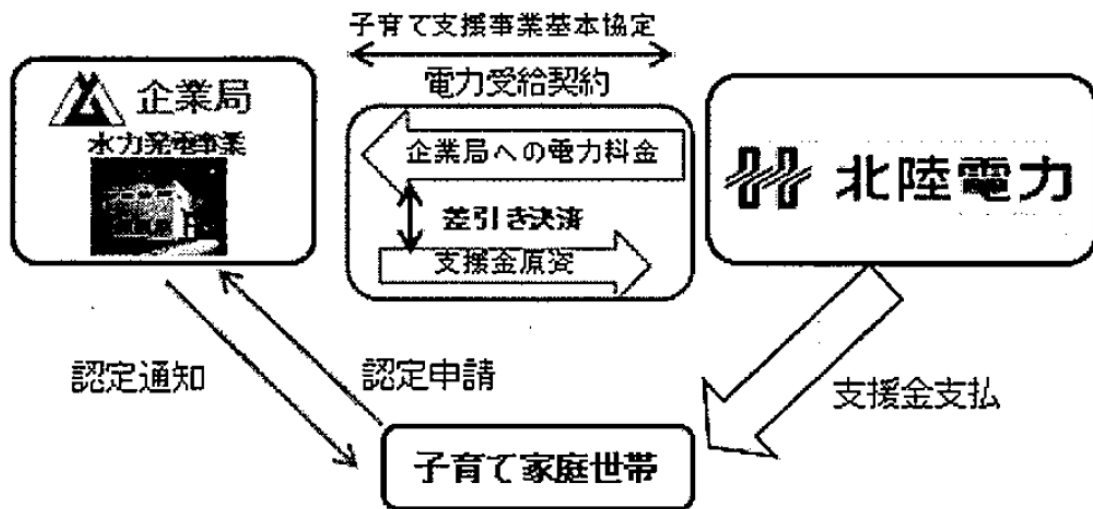 子育て支援事業基本協定
電力受給契約
企業局
水力発電事業
企業局への電力料金
差引き決済
支援金原資
北陸電力
認定通知
認定申請
支援金支払
子育て家庭世帯